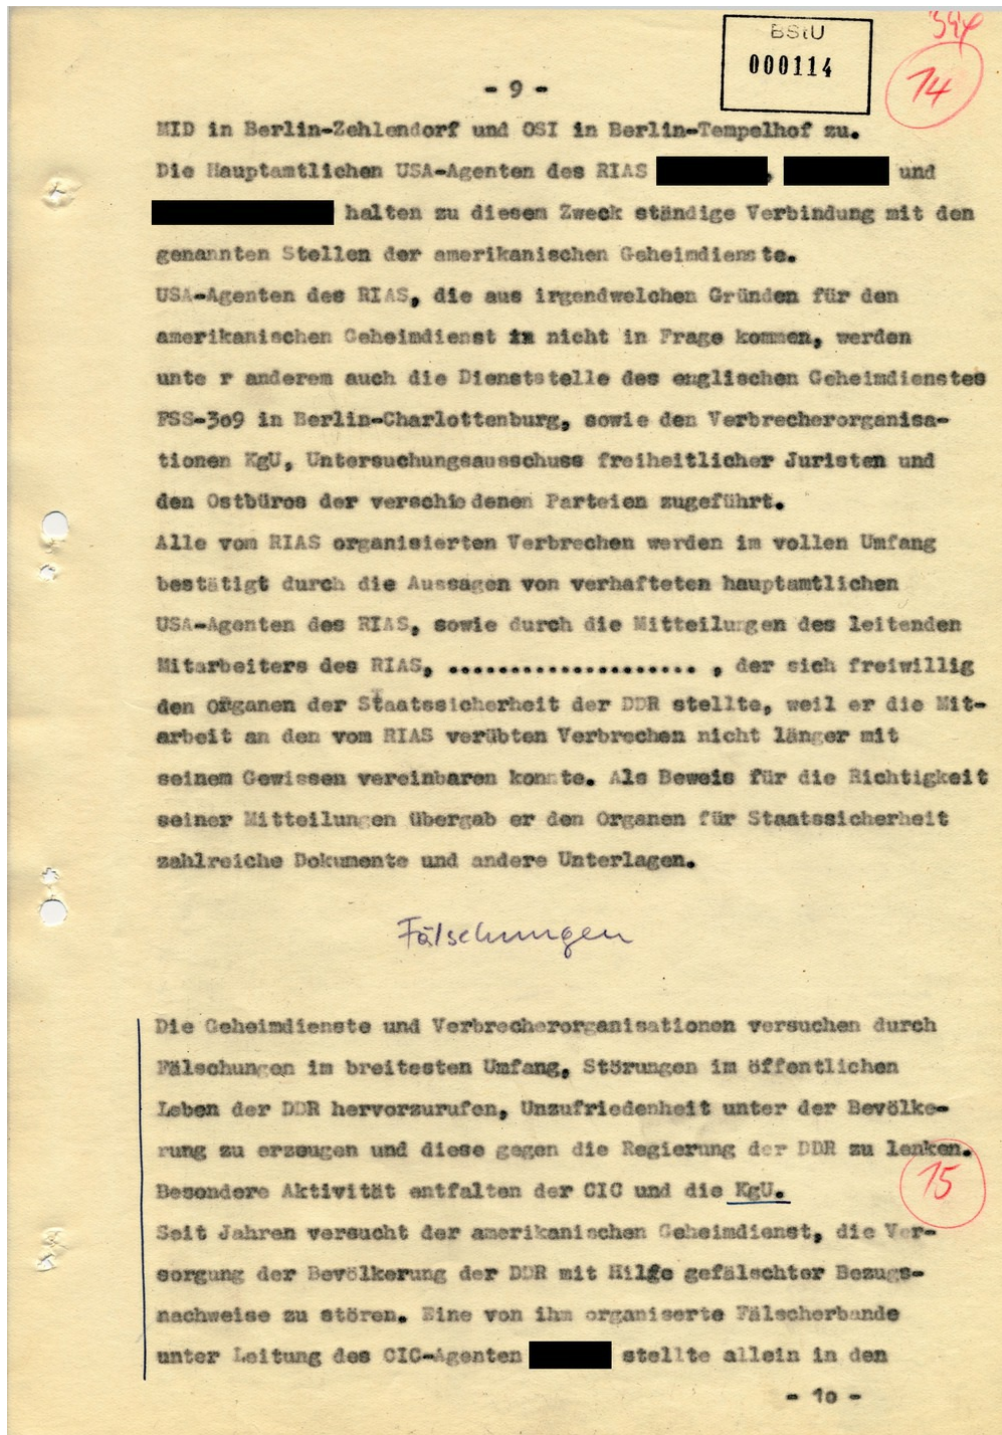 394
BStU
000114
14
- 9 -
MID in Berlin-Zehlendorf und OSI in Berlin-Tempelhof zu.
Die Hauptamtlichen USA-Agenten des RIAS , und
halten zu diesem Zweck ständige Verbindung mit den
genannten Stellen der amerikanischen Geheimdienste.
USA-Agenten des RIAS, die aus irgendwelchen Gründen für den
amerikanischen Geheimdienst in nicht in Frage kommen, werden
unte r anderem auch die Dienststelle des englischen Geheimdienstes
FSS-3o9 in Berlin-Charlottenburg, sowie den Verbrecherorganisa-
tionen KgU, Untersuchungsausschuss freiheitlicher Juristen und
den Ostbüros der verschiedenen Parteien zugeführt.
Alle vom RIAS organisierten Verbrechen werden im vollen Umfang
bestätigt durch die Aussagen von verhafteten hauptamtlichen
USA-Agenten des RIAS, sowie durch die Mitteilungen des leitenden
Mitarbeiters des RIAS, ..................... , der sich freiwillig
den Organen der Staatssicherheit der DDR stellte, weil er die Mit-
arbeit an den vom RIAS verübten Verbrechen nicht länger mit
seinem Gewissen vereinbaren konnte. Als Beweis für die Richtigkeit
seiner Mitteilungen übergab er den Organen für Staatssicherheit
zahlreiche Dokumente und andere Unterlagen.
Fälschungen
Die Geheimdienste und Verbrecherorganisationen versuchen durch
Fälschungen im breitesten Umfang, Störungen im öffentlichen
Leben der DDR hervorzurufen, Unzufriedenheit unter der Bevölke-
rung zu erzeugen und diese gegen die Regierung der DDR zu lenken.
Besondere Aktivität entfalten der CIC und die KgU.
15
Seit Jahren versucht der amerikanischen Geheimdienst, die Ver-
sorgung der Bevölkerung der DDR mit Hilfe gefälschter Bezugs-
nachweise zu stören. Eine von ihm organiserte Fälscherbande
unter Leitung des CIC-Agenten stellte allein in den
- 1o -